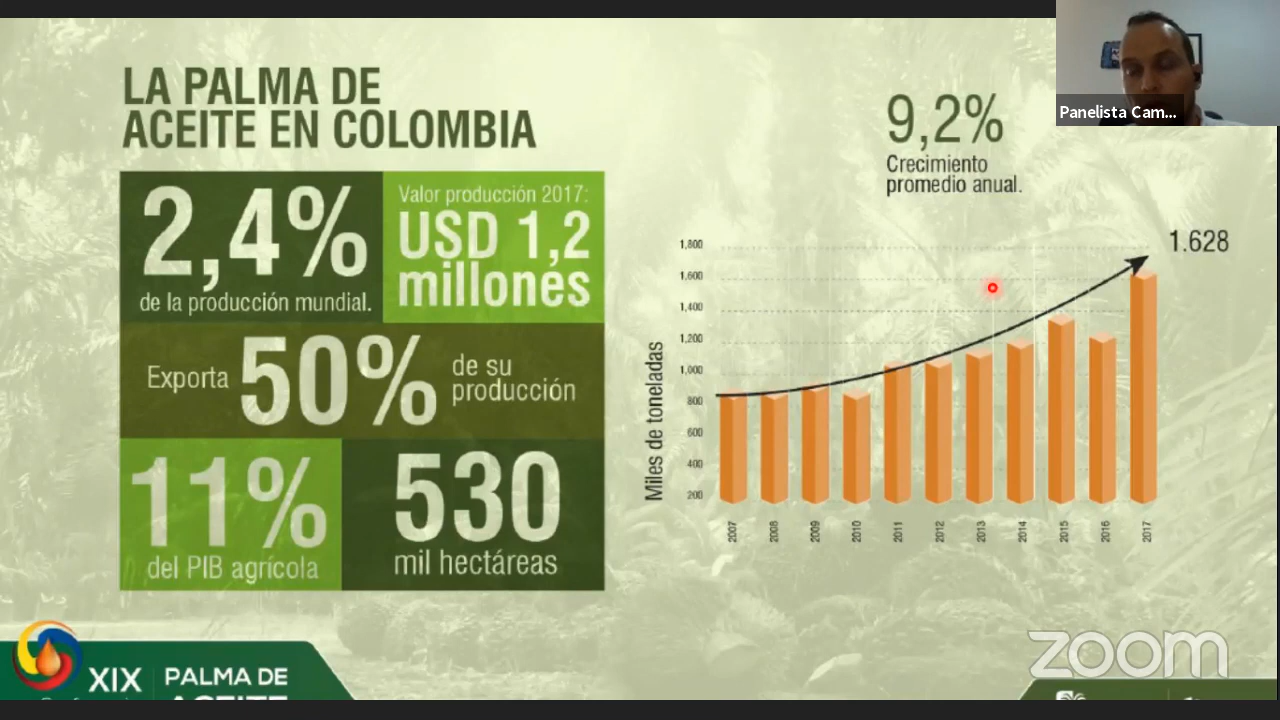 LA PALMA DE
ACEITE EN COLOMBIA
2,4%
de la producción mundial.
Valor producción 2017:
USD 1,2
millones
Exporta 50% de su
producción
11%
del PIB agrícola
530
mil hectáreas
9,2%
Crecimiento
promedio anual.
Panelista Cam...
1.628
Miles de toneladas
1,800
1,600
1,400
1,200
1,000
800
600
400
200
2007 2008 2009 2010 2011 2012 2013 2014 2015 2016 2017
XIX PALMA DE
ACEITE
zoom